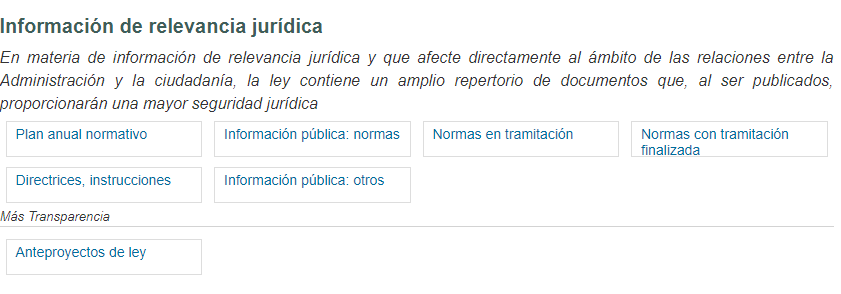 Información de relevancia jurídica
En materia de información de relevancia jurídica y que afecte directamente al ámbito de las relaciones entre la
Administración y la ciudadanía, la ley contiene un amplio repertorio de documentos que, al ser publicados,
proporcionarán una mayor seguridad jurídica
Plan anual normativo
Información pública: normas
Normas en tramitación
Normas con tramitación
finalizada
Directrices, instrucciones
Información pública: otros
Más Transparencia
Anteproyectos de ley